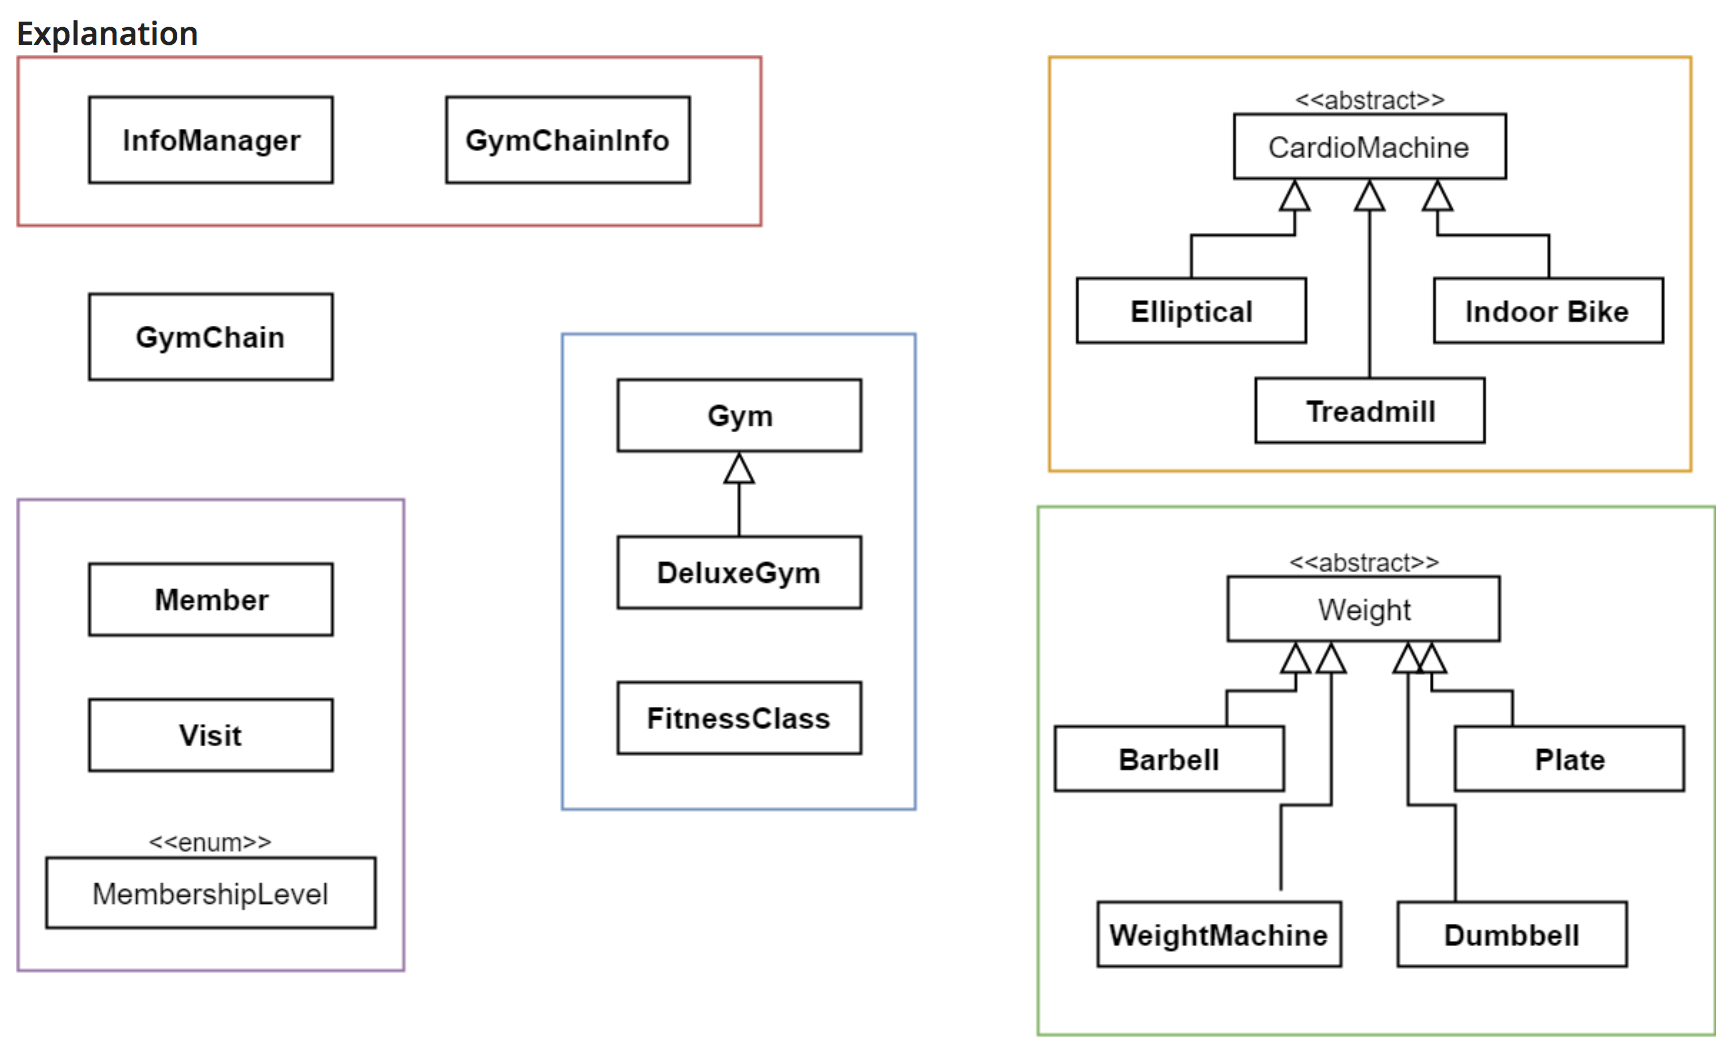 Explanation
InfoManager
GymChainInfo
GymChain
Member
Visit
<<enum>>
MembershipLevel
Gym
DeluxeGym
FitnessClass
<<abstract>>
CardioMachine
Elliptical
Indoor Bike
Treadmill
<<abstract>>
Weight
Barbell
Plate
WeightMachine
Dumbbell